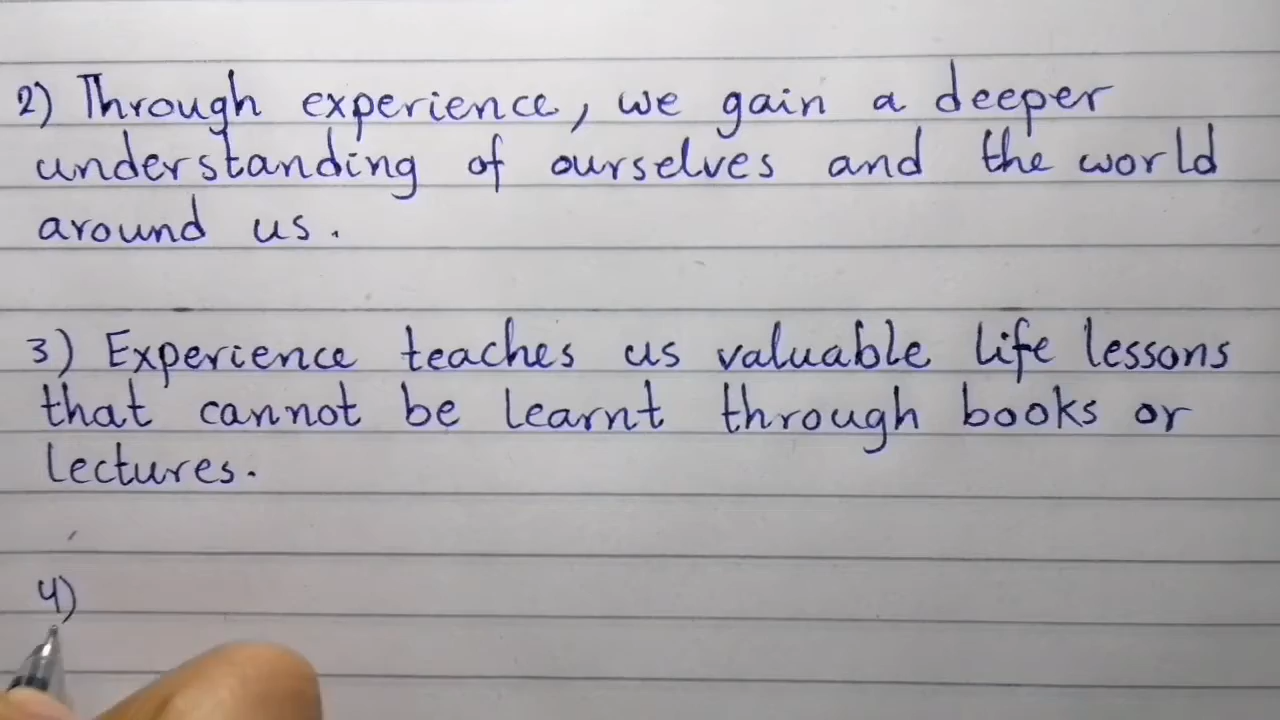 2) Through experience, we gain a deeper
understanding of ourselves and the world
around us.
3) Experience teaches us valuable life lessons
that cannot be learnt through books or
lectures.
4)